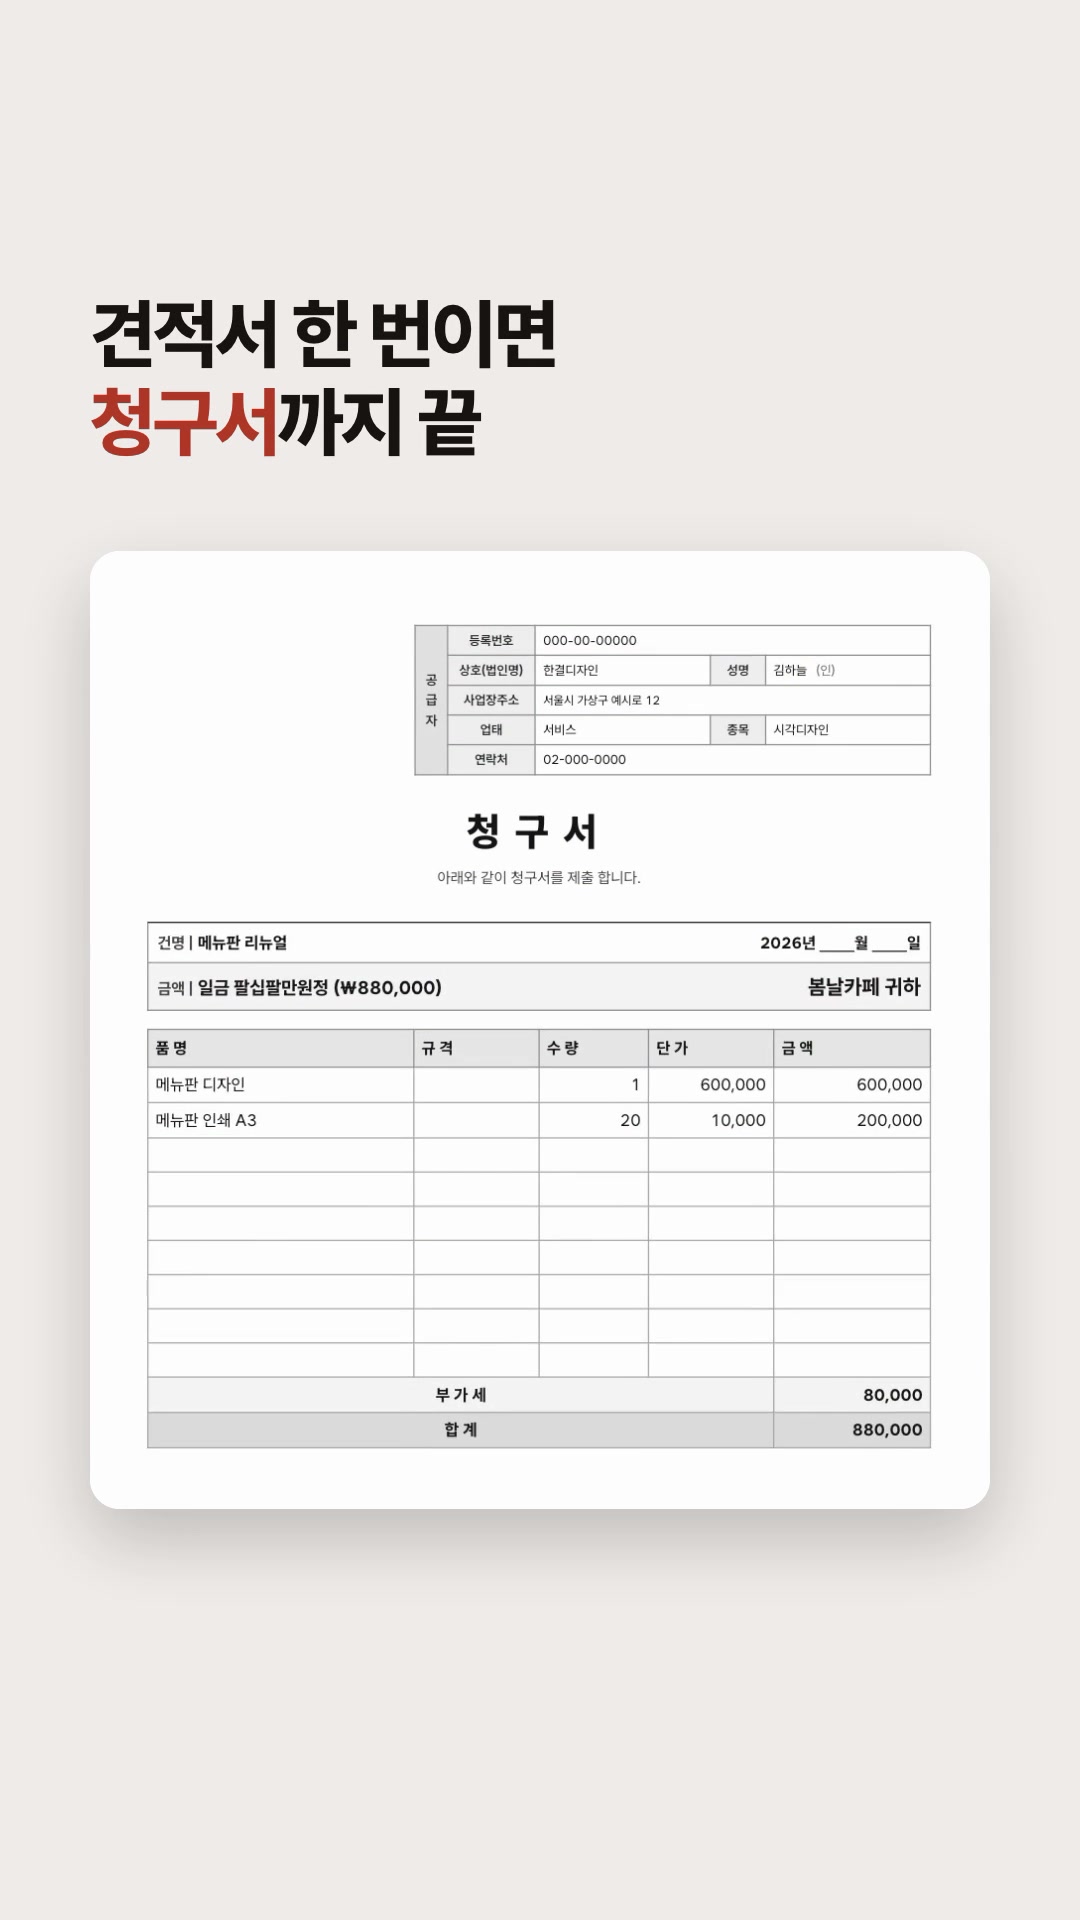 견적서 한 번이면
청구서까지 끝
공급자
등록번호 000-00-00000
상호(법인명) 한결디자인 성명 김하늘 (인)
사업장주소 서울시 가상구 예시로 12
업태 서비스 종목 시각디자인
연락처 02-000-0000
청 구 서
아래와 같이 청구서를 제출 합니다.
건명 | 메뉴판 리뉴얼 2026년 ____월 ____일
금액 | 일금 팔십팔만원정 (₩880,000) 봄날카페 귀하
품 명 규 격 수 량 단 가 금 액
메뉴판 디자인 1 600,000 600,000
메뉴판 인쇄 A3 20 10,000 200,000
부 가 세 80,000
합 계 880,000